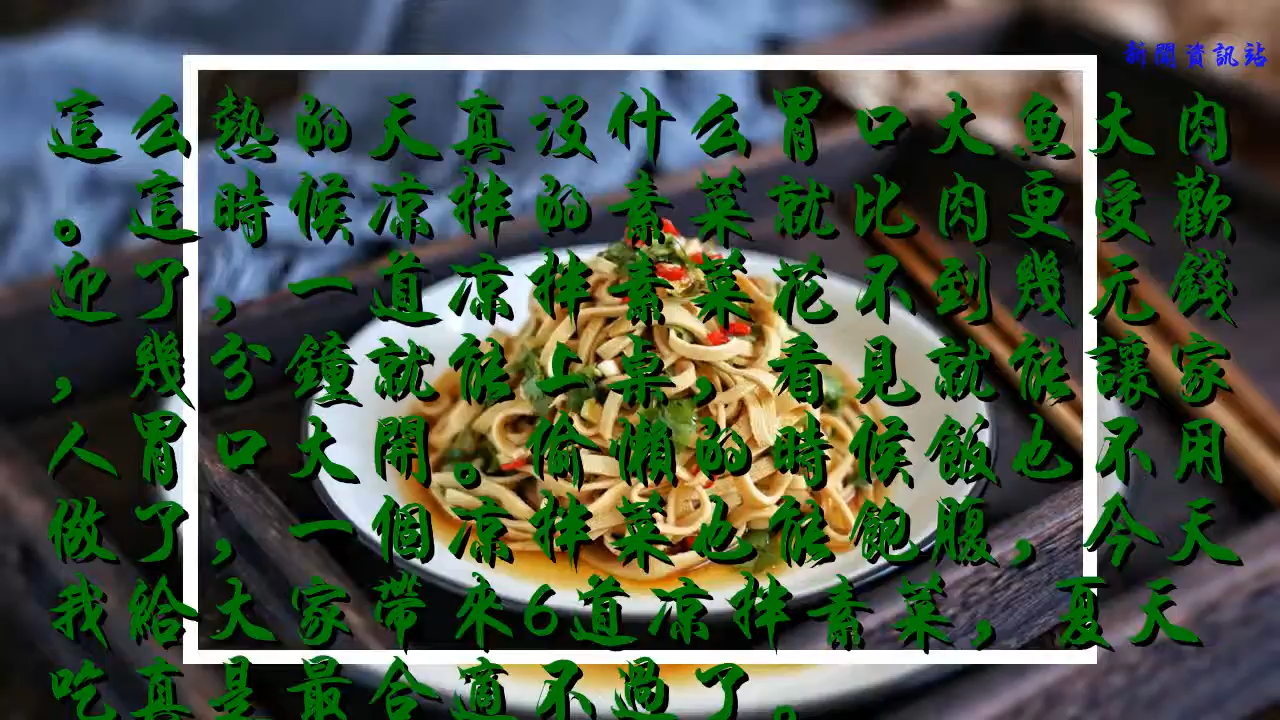 新聞資訊站
這么熱的天真沒什么胃口大魚大肉
。這時候凉拌的素菜就比肉更受歡
迎了，一道凉拌素菜花不到幾元錢
，幾分鐘就能上桌，看見就能讓家
人胃口大開。偷懶的時候飯也不用
做了，一個凉拌菜也能飽腹，今天
我給大家帶來6道凉拌素菜，夏天
吃真是最合適不過了。